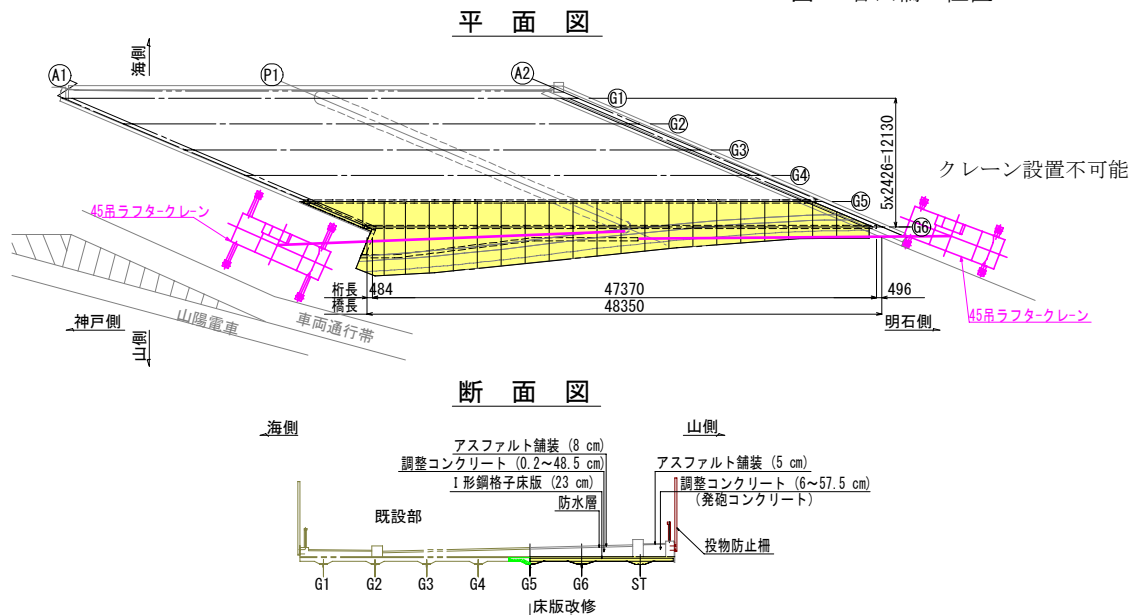 平 面 図
海側
A1
P1
A2
G1
G2
G3
G4
G5
G6
5x2426=12130
クレーン設置不可能
45吊ラフタークレーン
桁長
484
47370
496
橋長
48350
神戸側
山側
山陽電車
車両通行帯
明石側
45吊ラフタークレーン
断 面 図
海側
山側
アスファルト舗装 (8 cm)
調整コンクリート (0.2～48.5 cm)
I 形鋼格子床版 (23 cm)
防水層
アスファルト舗装 (5 cm)
調整コンクリート (6～57.5 cm)
(発砲コンクリート)
既設部
投物防止柵
G1
G2
G3
G4
G5
G6
ST
床版改修